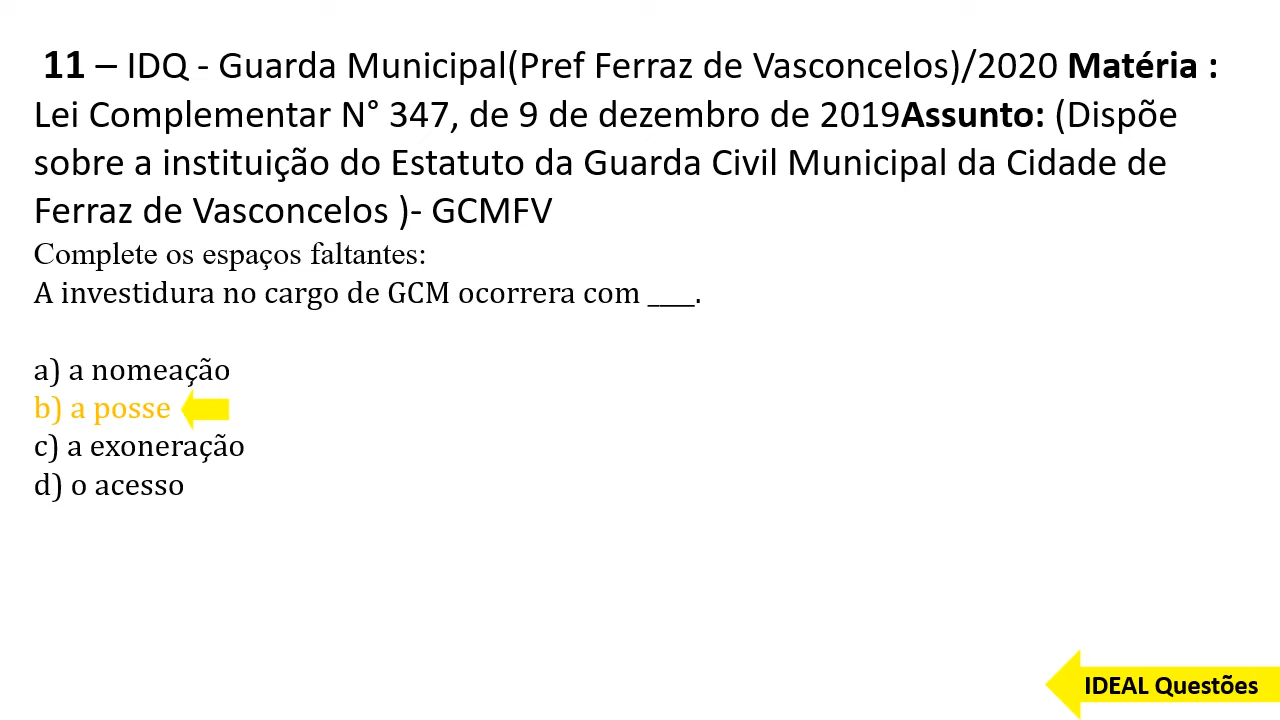 11 – IDQ - Guarda Municipal(Pref Ferraz de Vasconcelos)/2020 Matéria :
Lei Complementar N° 347, de 9 de dezembro de 2019Assunto: (Dispõe
sobre a instituição do Estatuto da Guarda Civil Municipal da Cidade de
Ferraz de Vasconcelos )- GCMFV
Complete os espaços faltantes:
A investidura no cargo de GCM ocorrera com ____.
a) a nomeação
b) a posse
c) a exoneração
d) o acesso
IDEAL Questões